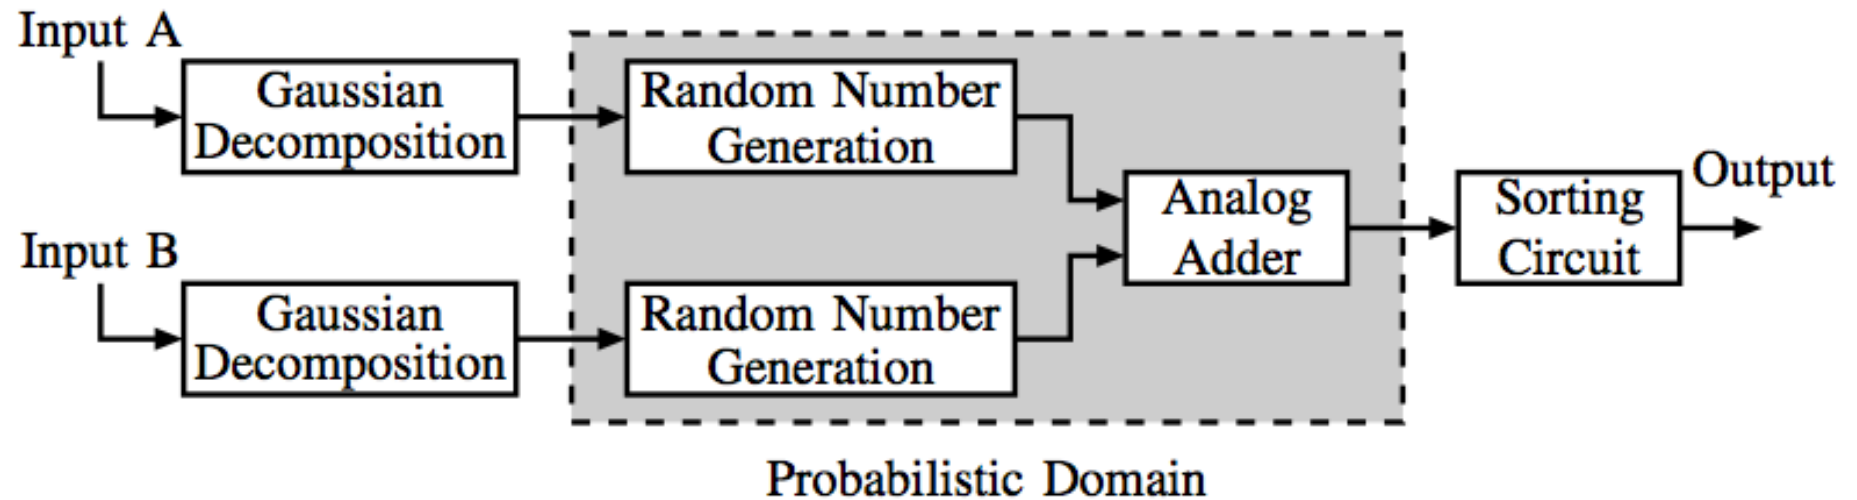 Input A
Gaussian
Decomposition
Random Number
Generation
Input B
Gaussian
Decomposition
Random Number
Generation
Analog
Adder
Sorting
Circuit
Output
Probabilistic Domain